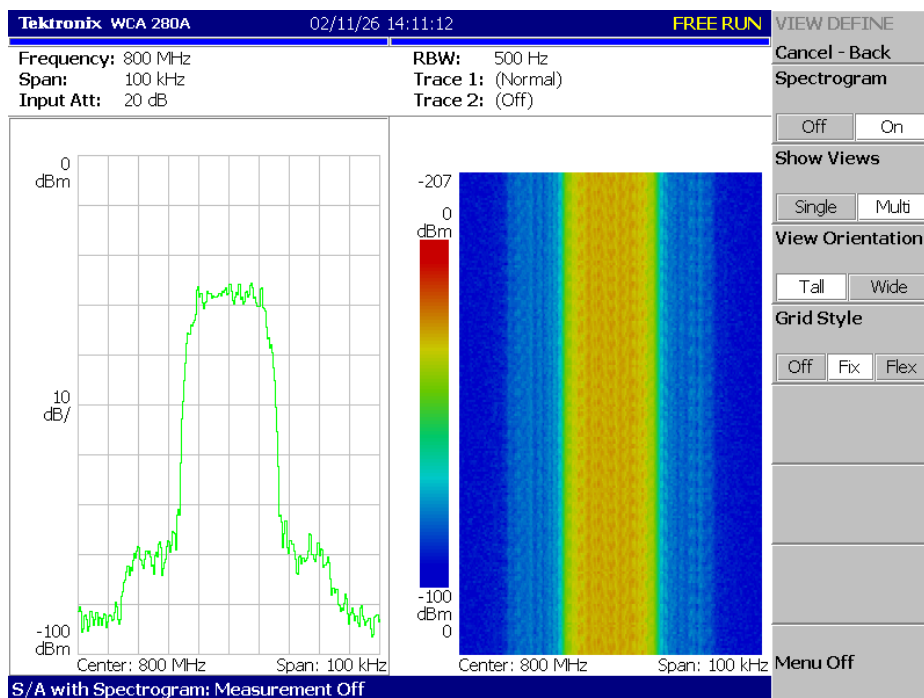 Tektronix WCA 280A 02/11/26 14:11:12 FREE RUN
Frequency: 800 MHz
Span: 100 kHz
Input Att: 20 dB
RBW: 500 Hz
Trace 1: (Normal)
Trace 2: (Off)
0
dBm
10
dB/
-100
dBm
Center: 800 MHz Span: 100 kHz
-207
0
dBm
-100
dBm
0
Center: 800 MHz Span: 100 kHz
S/A with Spectrogram: Measurement Off
VIEW DEFINE
Cancel - Back
Spectrogram
Off On
Show Views
Single Multi
View Orientation
Tall Wide
Grid Style
Off Fix Flex
Menu Off